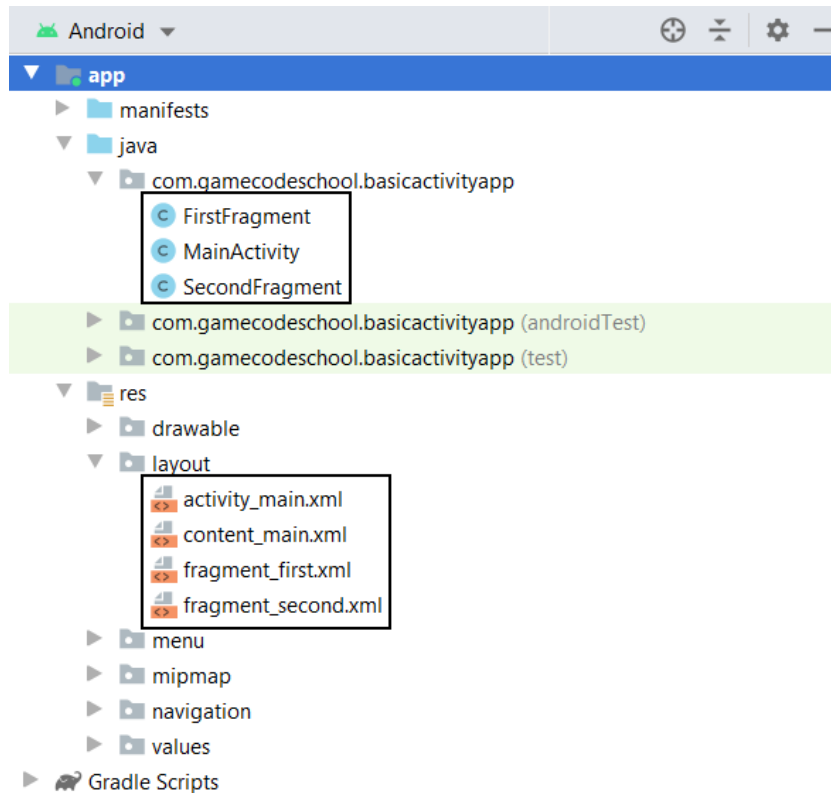 Android
app
manifests
java
com.gamecodeschool.basicactivityapp
C FirstFragment
C MainActivity
C SecondFragment
com.gamecodeschool.basicactivityapp (androidTest)
com.gamecodeschool.basicactivityapp (test)
res
drawable
layout
<> activity_main.xml
<> content_main.xml
<> fragment_first.xml
<> fragment_second.xml
menu
mipmap
navigation
values
Gradle Scripts